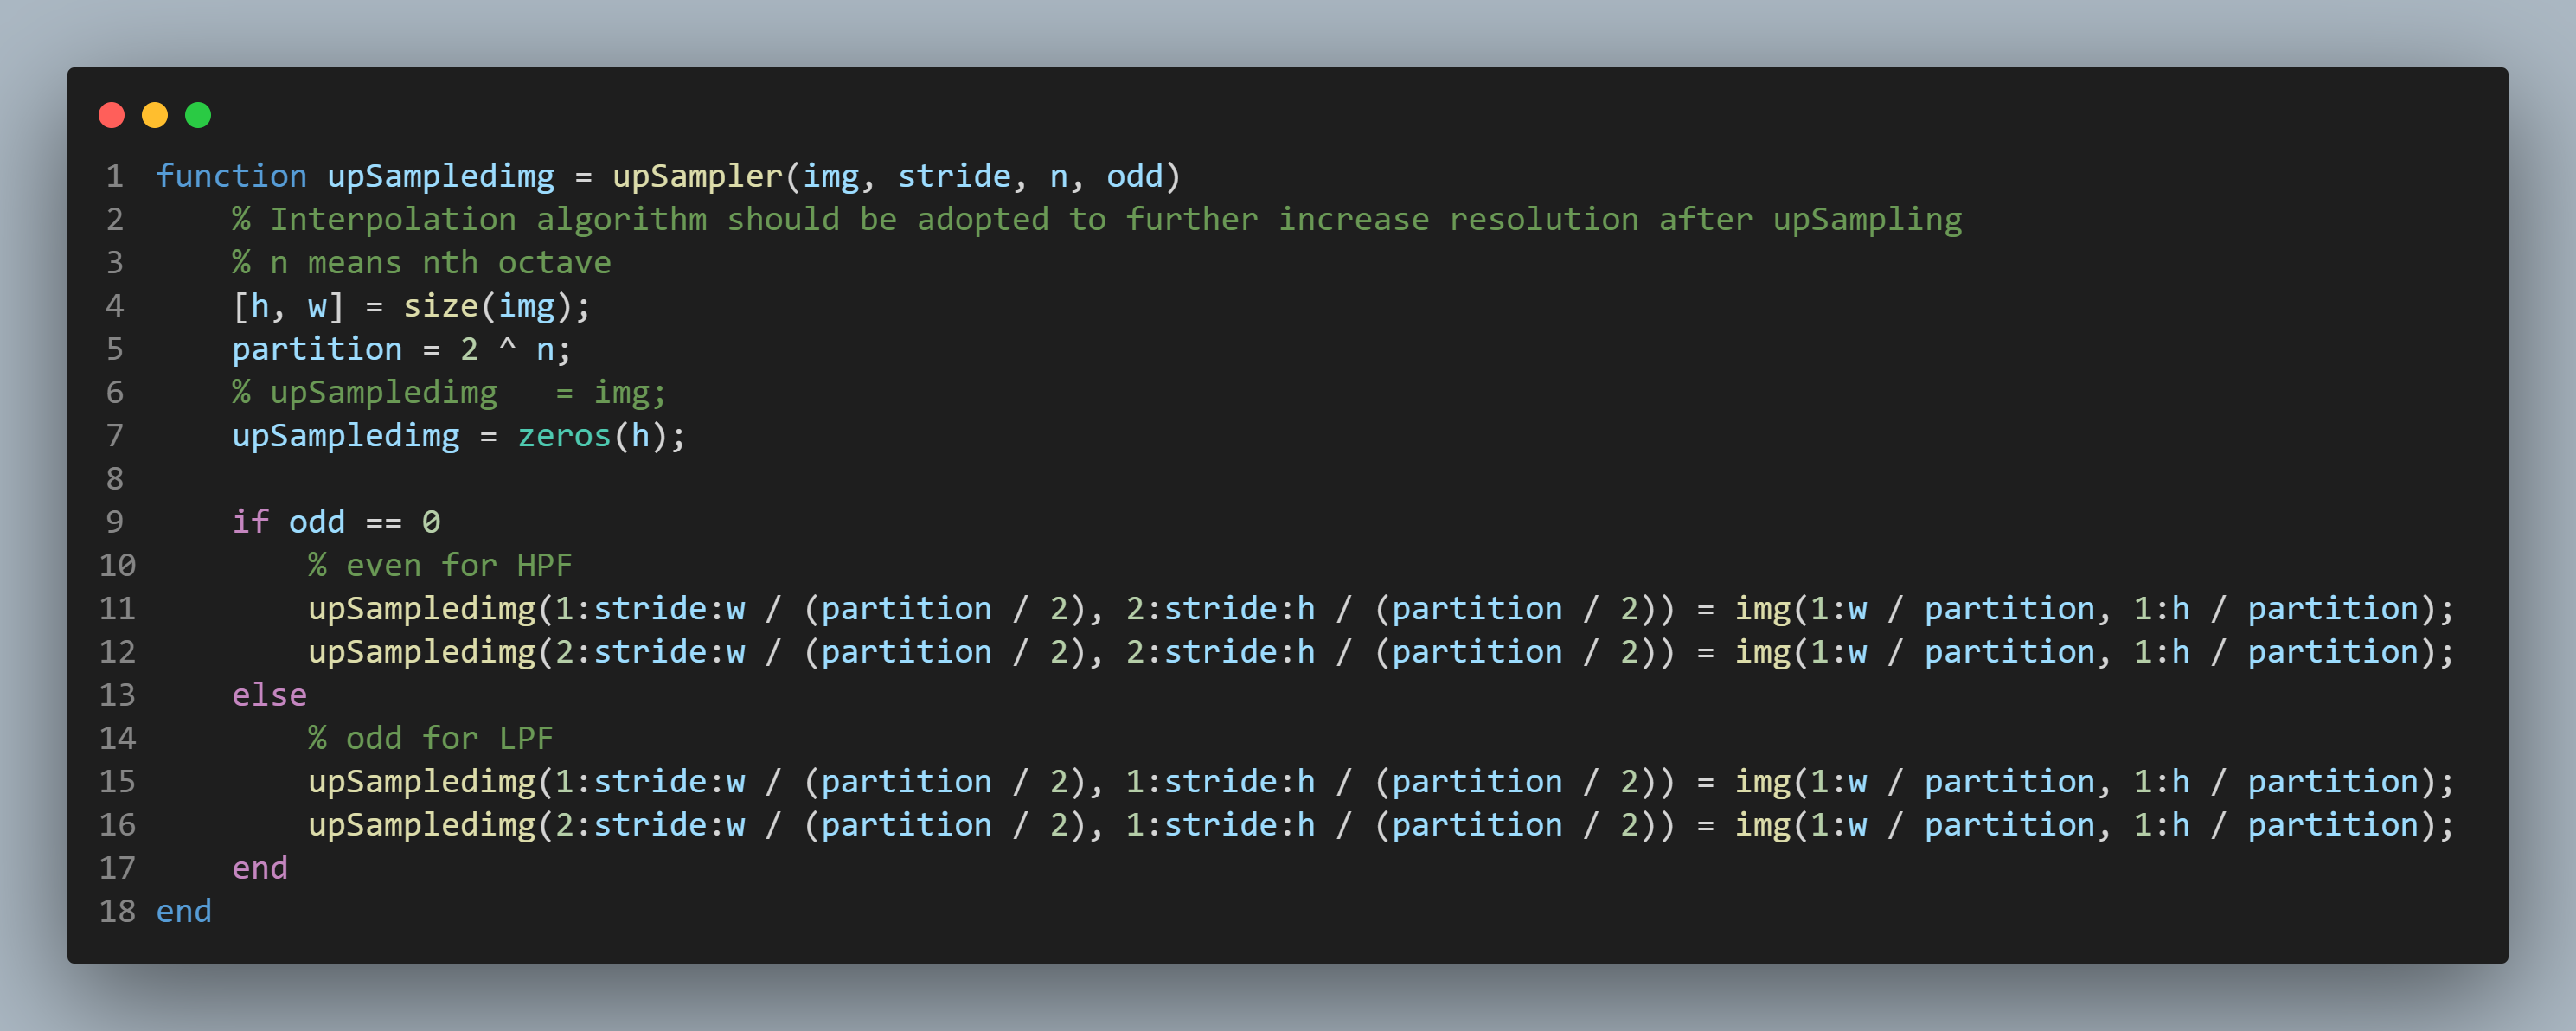 1 function upSampledimg = upSampler(img, stride, n, odd)
2     % Interpolation algorithm should be adopted to further increase resolution after upSampling
3     % n means nth octave
4     [h, w] = size(img);
5     partition = 2 ^ n;
6     % upSampledimg   = img;
7     upSampledimg = zeros(h);
8
9     if odd == 0
10         % even for HPF
11         upSampledimg(1:stride:w / (partition / 2), 2:stride:h / (partition / 2)) = img(1:w / partition, 1:h / partition);
12         upSampledimg(2:stride:w / (partition / 2), 2:stride:h / (partition / 2)) = img(1:w / partition, 1:h / partition);
13     else
14         % odd for LPF
15         upSampledimg(1:stride:w / (partition / 2), 1:stride:h / (partition / 2)) = img(1:w / partition, 1:h / partition);
16         upSampledimg(2:stride:w / (partition / 2), 1:stride:h / (partition / 2)) = img(1:w / partition, 1:h / partition);
17     end
18 end